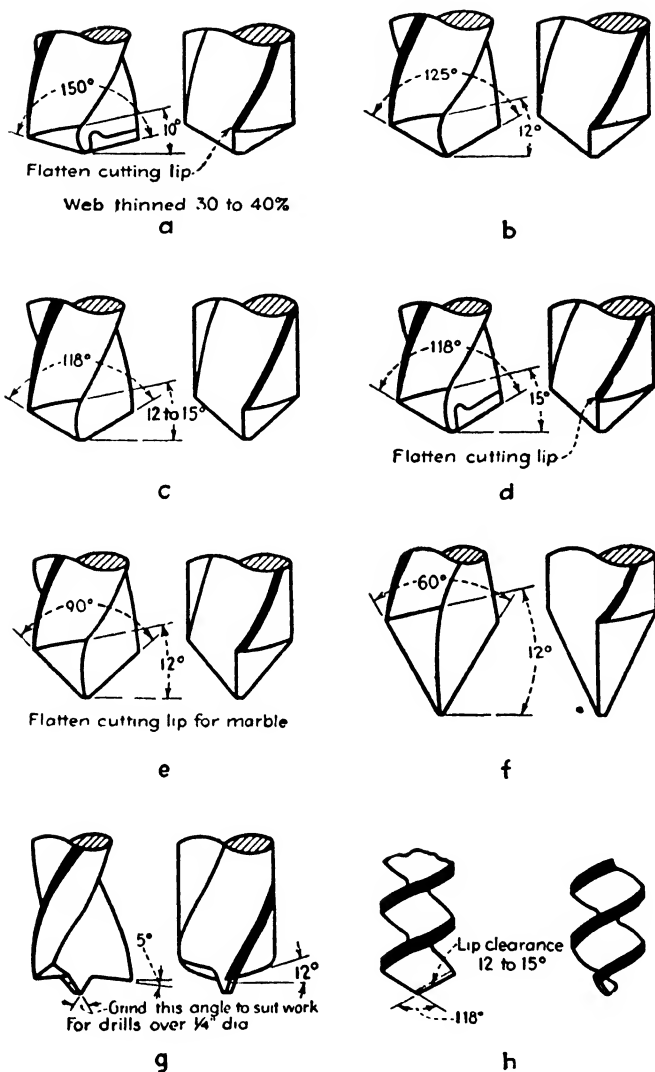 150°
10°
Flatten cutting lip
Web thinned 30 to 40%
a
125°
12°
b
118°
12 to 15°
c
118°
15°
Flatten cutting lip
d
90°
12°
Flatten cutting lip for marble
e
60°
12°
f
5°
12°
Grind this angle to suit work
For drills over 1/4" dia
g
Lip clearance
12 to 15°
118°
h